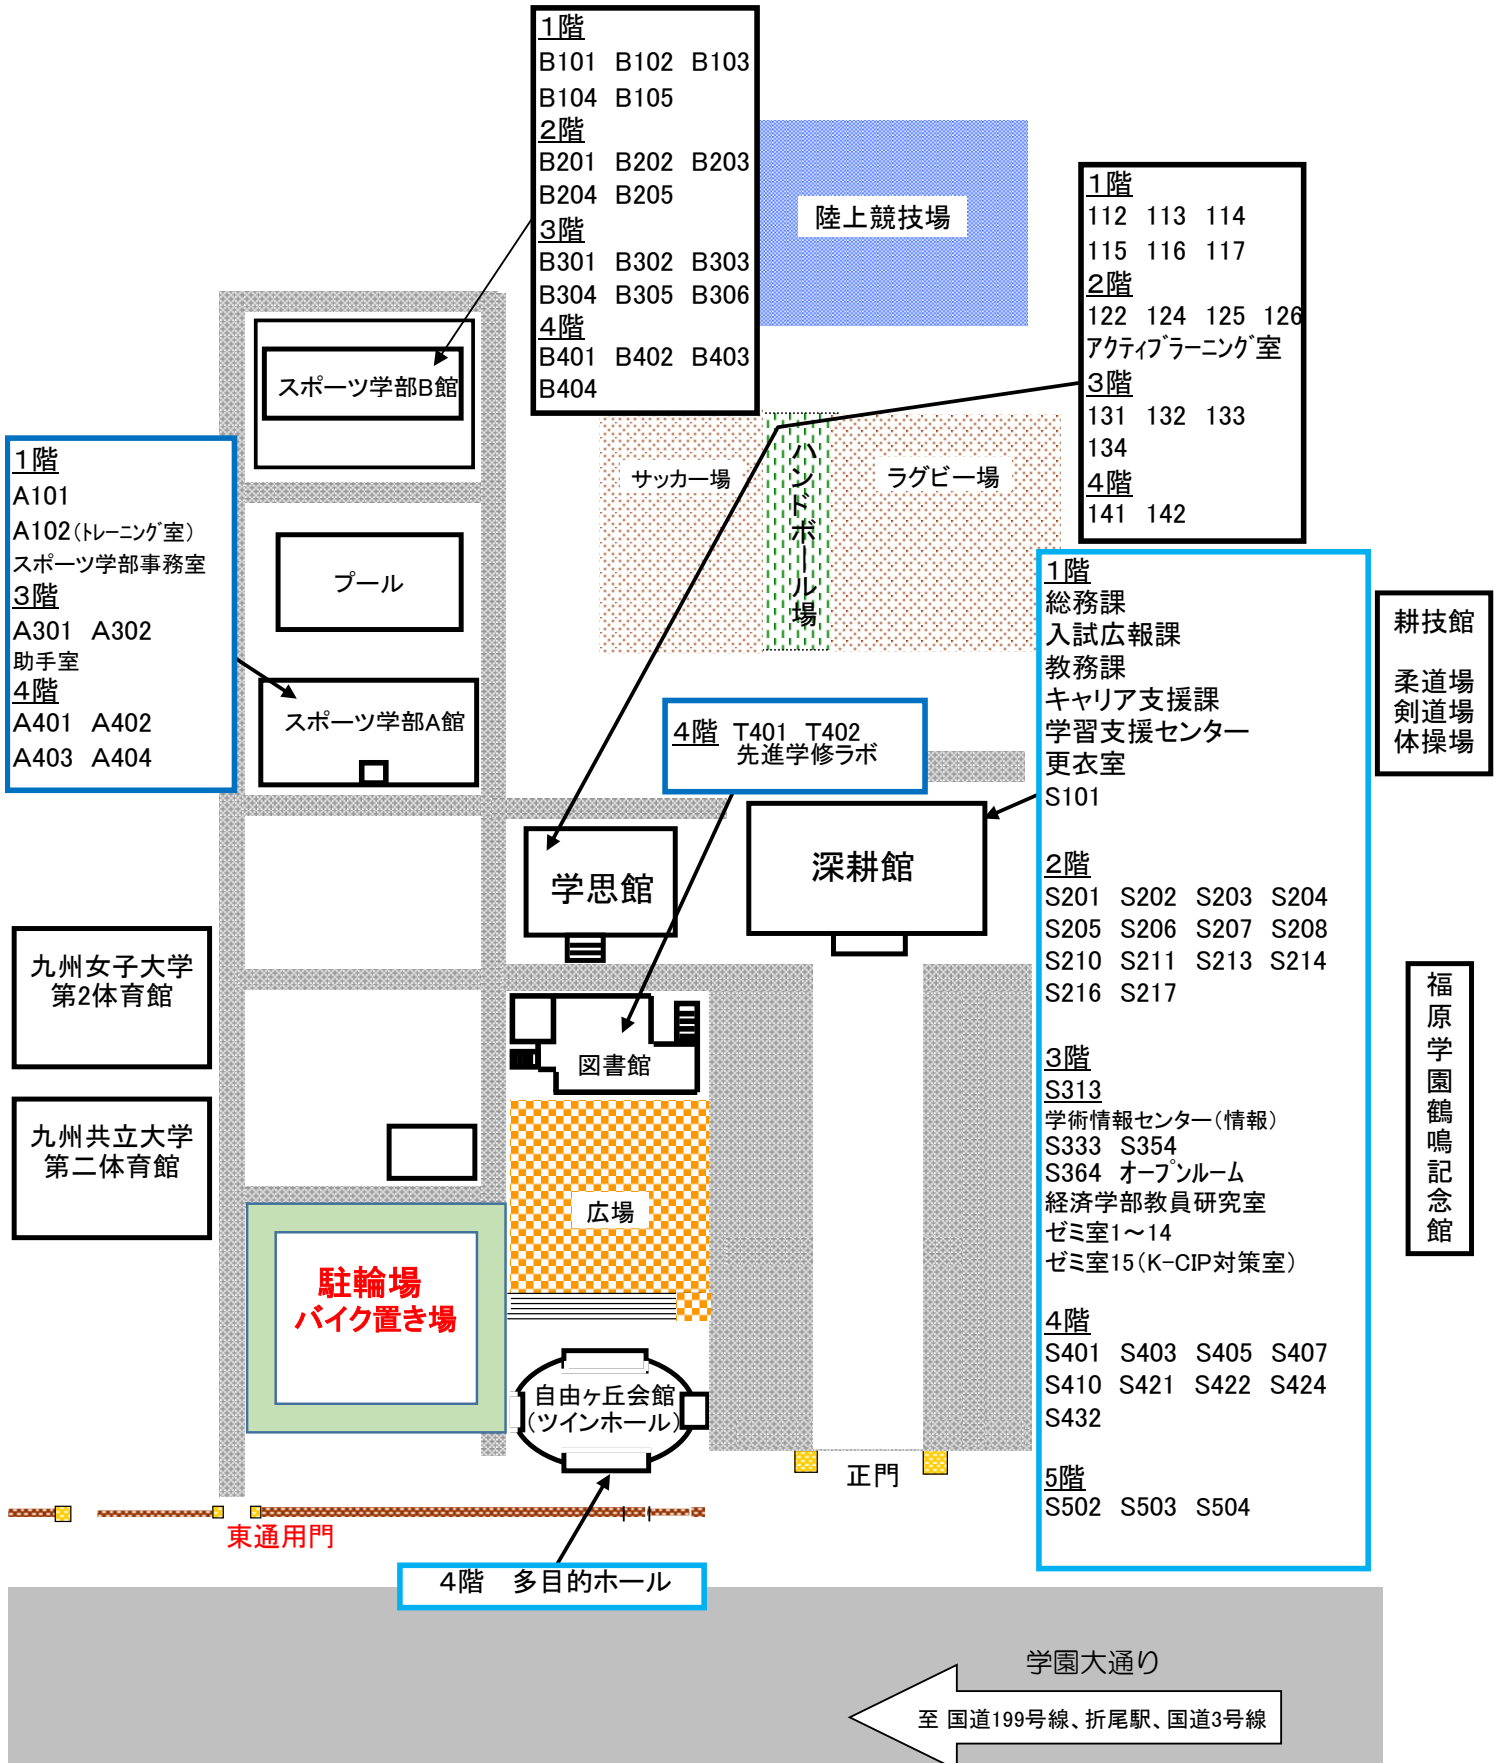 1階
B101 B102 B103
B104 B105
2階
B201 B202 B203
B204 B205
3階
B301 B302 B303
B304 B305 B306
4階
B401 B402 B403
B404
陸上競技場
1階
112 113 114
115 116 117
2階
122 124 125 126
アクティブラーニング室
3階
131 132 133
134
4階
141 142
スポーツ学部B館
サッカー場
ハンドボール場
ラグビー場
1階
A101
A102(トレーニング室)
スポーツ学部事務室
3階
A301 A302
助手室
4階
A401 A402
A403 A404
プール
スポーツ学部A館
4階 T401 T402
先進学修ラボ
1階
総務課
入試広報課
教務課
キャリア支援課
学習支援センター
更衣室
S101
2階
S201 S202 S203 S204
S205 S206 S207 S208
S210 S211 S213 S214
S216 S217
3階
S313
学術情報センター(情報)
S333 S354
S364 オープンルーム
経済学部教員研究室
ゼミ室1～14
ゼミ室15(K-CIP対策室)
4階
S401 S403 S405 S407
S410 S421 S422 S424
S432
5階
S502 S503 S504
耕技館
柔道場
剣道場
体操場
学思館
深耕館
九州女子大学
第2体育館
福原学園鶴鳴記念館
図書館
九州共立大学
第二体育館
広場
駐輪場
バイク置き場
自由ヶ丘会館
(ツインホール)
正門
東通用門
4階 多目的ホール
学園大通り
至 国道199号線、折尾駅、国道3号線